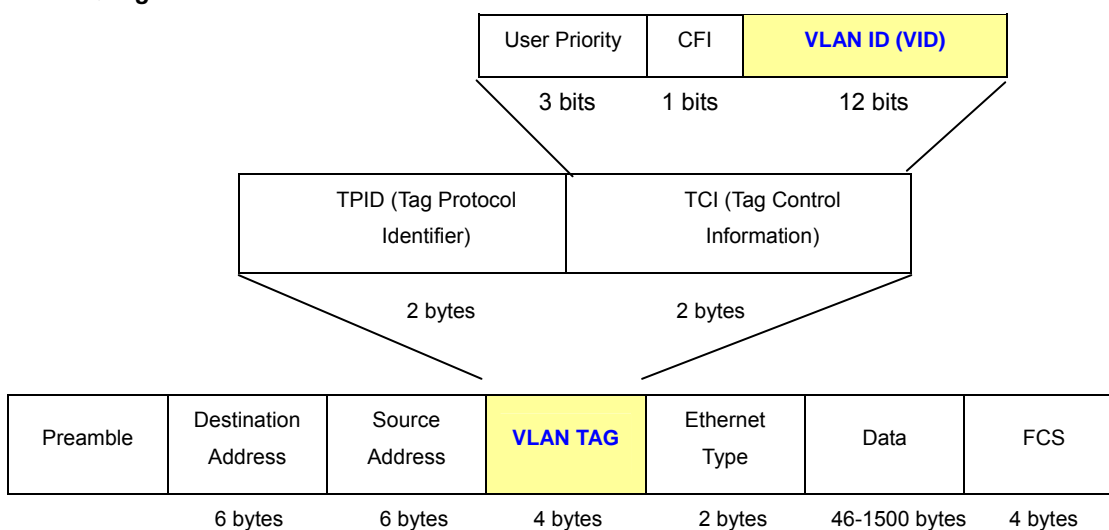 User Priority CFI VLAN ID (VID)
3 bits 1 bits 12 bits
TPID (Tag Protocol
Identifier)
TCI (Tag Control
Information)
2 bytes 2 bytes
Preamble
Destination
Address
Source
Address
VLAN TAG
Ethernet
Type
Data
FCS
6 bytes 6 bytes 4 bytes 2 bytes 46-1500 bytes 4 bytes